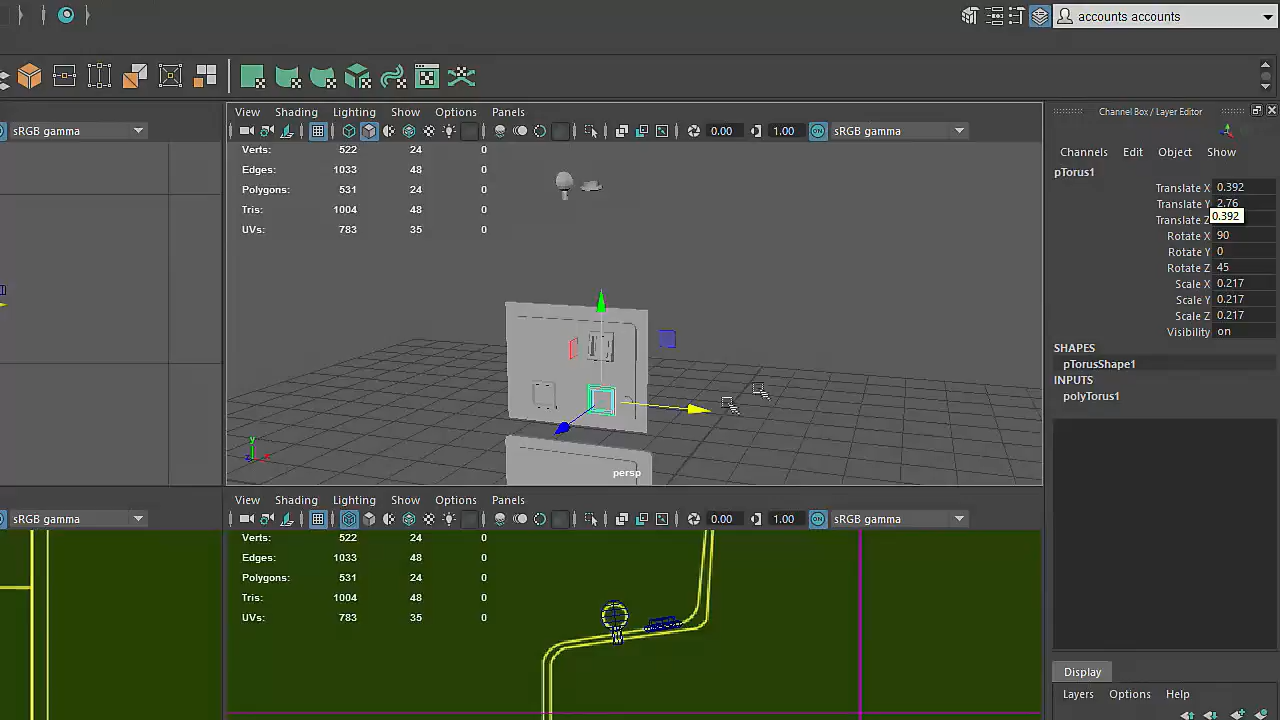 accounts accounts
View Shading Lighting Show Options Panels
Channel Box / Layer Editor
sRGB gamma
0.00 1.00 sRGB gamma
Channels Edit Object Show
Verts: 522 24 0
Edges: 1033 48 0
Polygons: 531 24 0
Tris: 1004 48 0
UVs: 783 35 0
persp
pTorus1
Translate X 0.392
Translate Y 2.76
Translate Z
0.392
Rotate X 90
Rotate Y 0
Rotate Z 45
Scale X 0.217
Scale Y 0.217
Scale Z 0.217
Visibility on
SHAPES
pTorusShape1
INPUTS
polyTorus1
View Shading Lighting Show Options Panels
sRGB gamma
0.00 1.00 sRGB gamma
Verts: 522 24 0
Edges: 1033 48 0
Polygons: 531 24 0
Tris: 1004 48 0
UVs: 783 35 0
Display
Layers Options Help